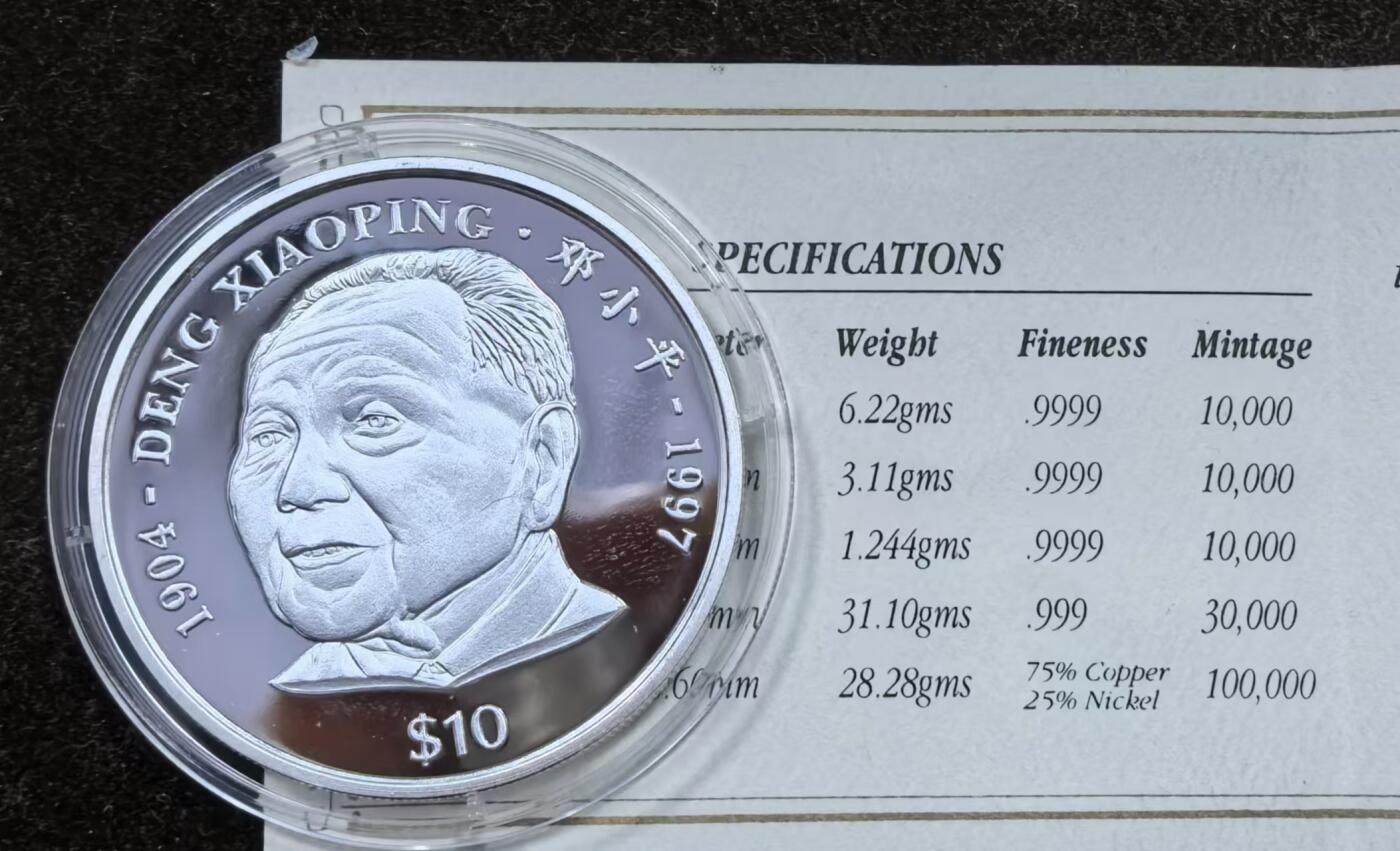 1904 - DENG XIAOPING · 邓小平 - 1997
$10
SPECIFICATIONS
Weight Fineness Mintage
6.22gms .9999 10,000
3.11gms .9999 10,000
1.244gms .9999 10,000
31.10gms .999 30,000
28.28gms 75% Copper 25% Nickel 100,000